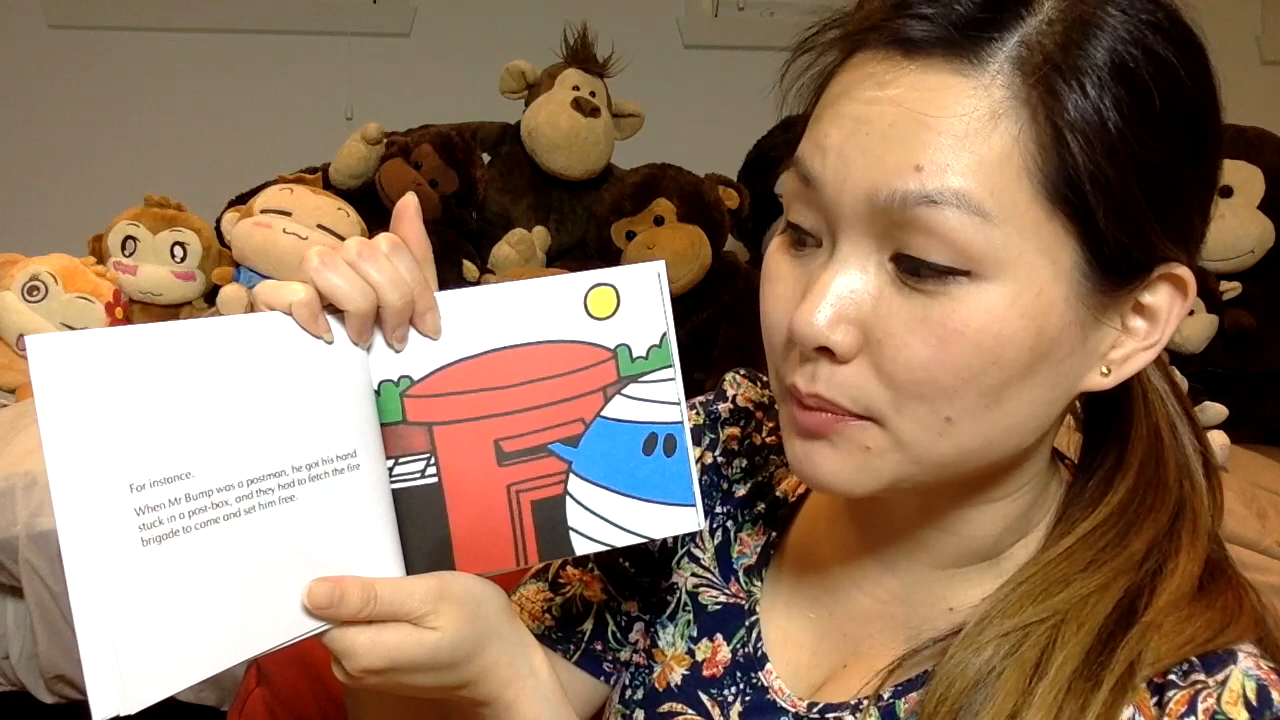 For instance.
When Mr Bump was a postman, he got his hand
stuck in a post-box, and they had to fetch the fire
brigade to come and set him free.